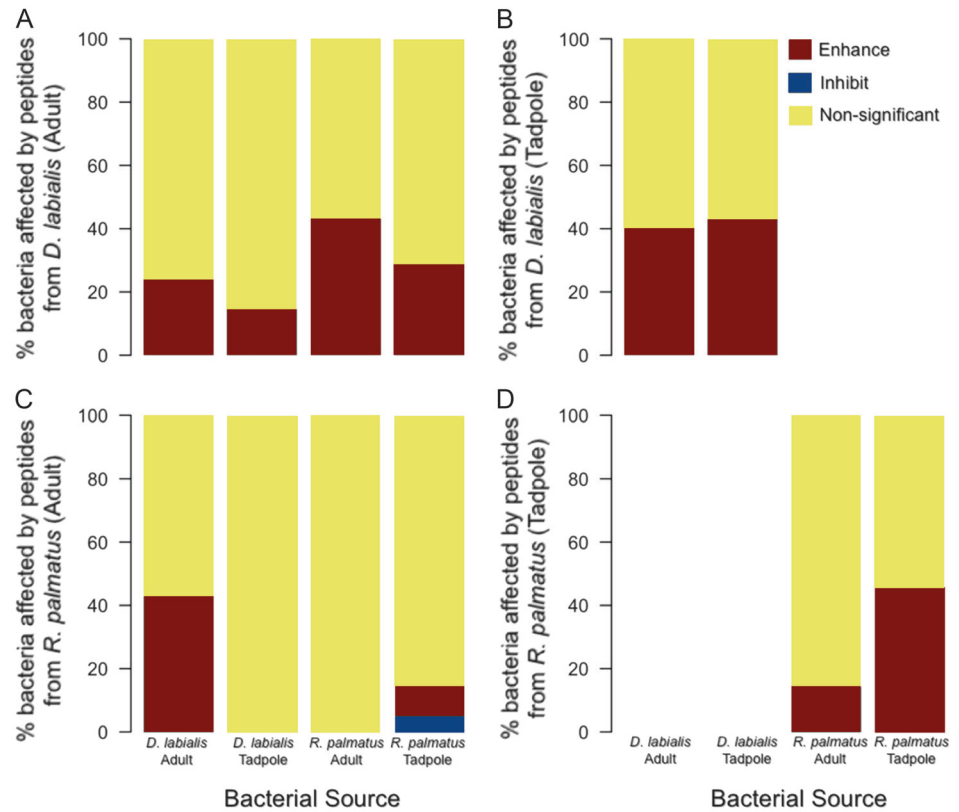 A
% bacteria affected by peptides
from D. labialis (Adult)
100
80
60
40
20
0
B
% bacteria affected by peptides
from D. labialis (Tadpole)
100
80
60
40
20
0
Enhance
Inhibit
Non-significant
C
% bacteria affected by peptides
from R. palmatus (Adult)
100
80
60
40
20
0
D. labialis
Adult
D. labialis
Tadpole
R. palmatus
Adult
R. palmatus
Tadpole
Bacterial Source
D
% bacteria affected by peptides
from R. palmatus (Tadpole)
100
80
60
40
20
0
D. labialis
Adult
D. labialis
Tadpole
R. palmatus
Adult
R. palmatus
Tadpole
Bacterial Source